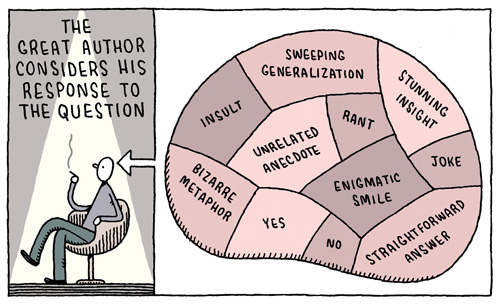 THE
GREAT AUTHOR
CONSIDERS HIS
RESPONSE TO
THE QUESTION
SWEEPING
GENERALIZATION
STUNNING
INSIGHT
INSULT
RANT
UNRELATED
ANECDOTE
JOKE
BIZARRE
METAPHOR
ENIGMATIC
SMILE
YES
NO
STRAIGHTFORWARD
ANSWER